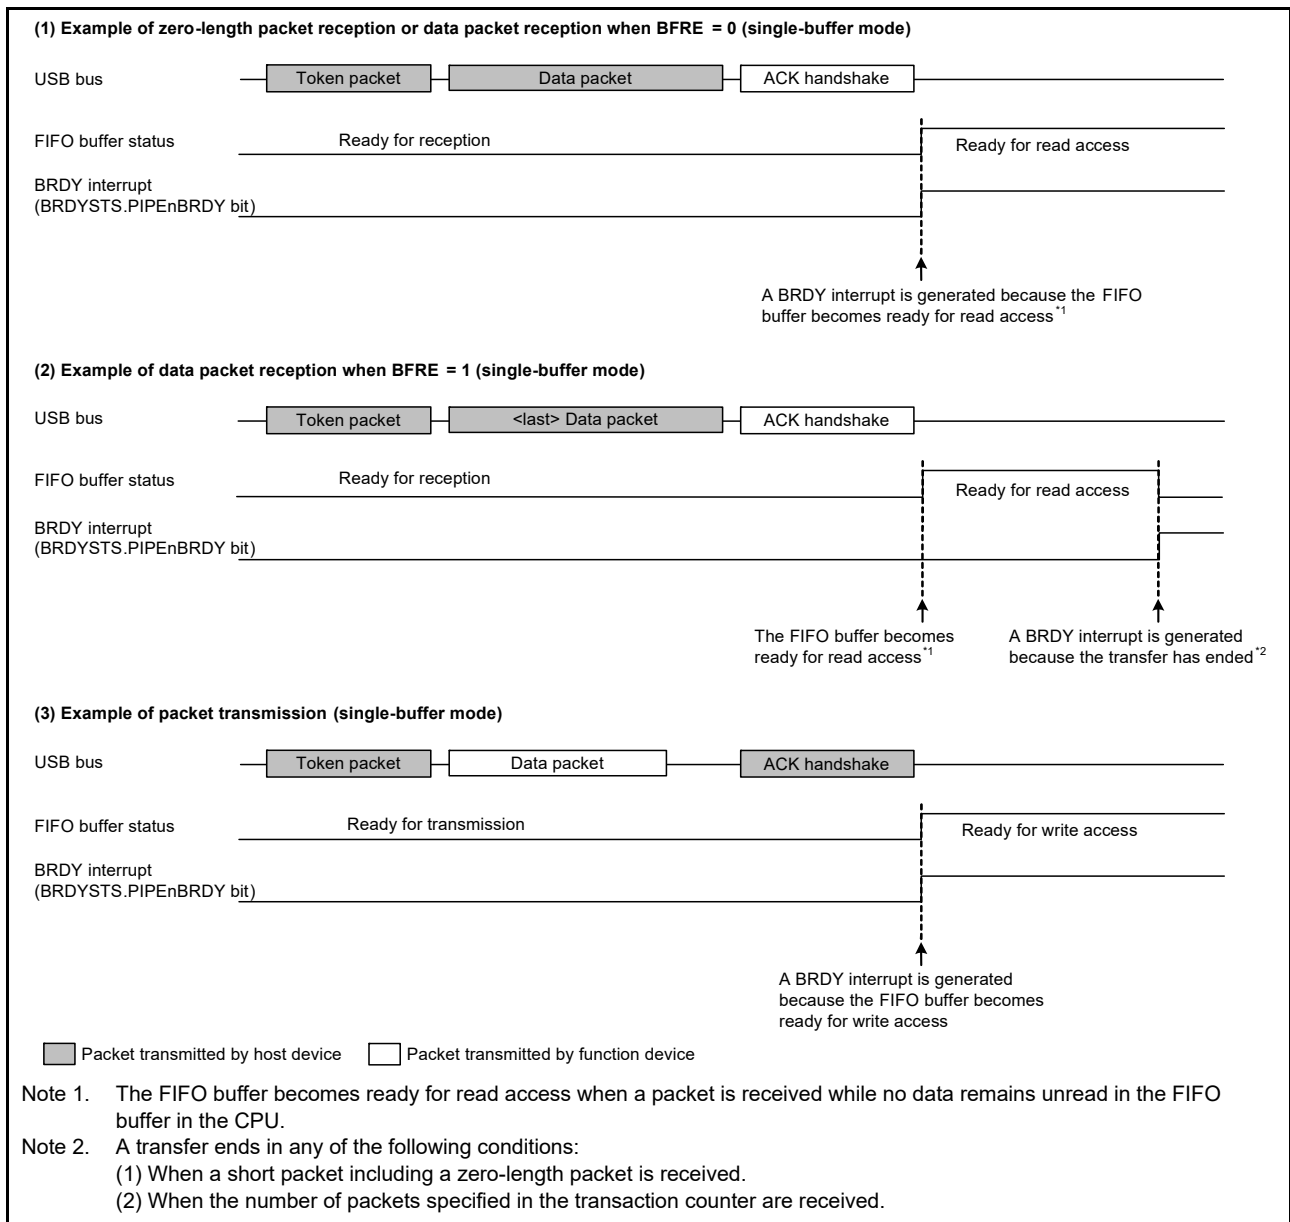 (1) Example of zero-length packet reception or data packet reception when BFRE = 0 (single-buffer mode)
USB bus
Token packet
Data packet
ACK handshake
FIFO buffer status
Ready for reception
Ready for read access
BRDY interrupt
(BRDYSTS.PIPEnBRDY bit)
A BRDY interrupt is generated because the FIFO
buffer becomes ready for read access*1
(2) Example of data packet reception when BFRE = 1 (single-buffer mode)
USB bus
Token packet
<last> Data packet
ACK handshake
FIFO buffer status
Ready for reception
Ready for read access
BRDY interrupt
(BRDYSTS.PIPEnBRDY bit)
The FIFO buffer becomes
ready for read access*1
A BRDY interrupt is generated
because the transfer has ended*2
(3) Example of packet transmission (single-buffer mode)
USB bus
Token packet
Data packet
ACK handshake
FIFO buffer status
Ready for transmission
Ready for write access
BRDY interrupt
(BRDYSTS.PIPEnBRDY bit)
A BRDY interrupt is generated
because the FIFO buffer becomes
ready for write access
Packet transmitted by host device
Packet transmitted by function device
Note 1. The FIFO buffer becomes ready for read access when a packet is received while no data remains unread in the FIFO
buffer in the CPU.
Note 2. A transfer ends in any of the following conditions:
(1) When a short packet including a zero-length packet is received.
(2) When the number of packets specified in the transaction counter are received.